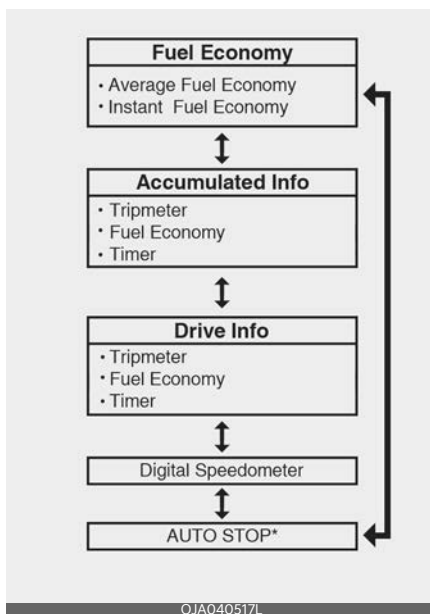 Fuel Economy
• Average Fuel Economy
• Instant Fuel Economy
Accumulated Info
• Tripmeter
• Fuel Economy
• Timer
Drive Info
• Tripmeter
• Fuel Economy
• Timer
Digital Speedometer
AUTO STOP*
OJA040517L